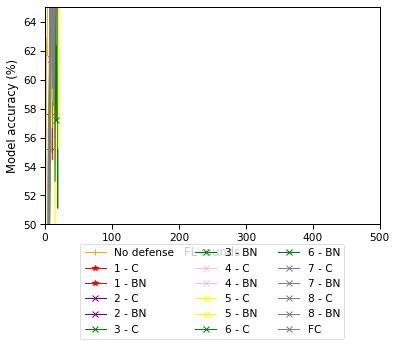 64
62
60
58
56
54
52
50
Model accuracy (%)
0 100 200 300 400 500
No defense
1 - C
1 - BN
2 - C
2 - BN
3 - C
3 - BN
4 - C
4 - BN
5 - C
5 - BN
6 - C
6 - BN
7 - C
7 - BN
8 - C
8 - BN
FC